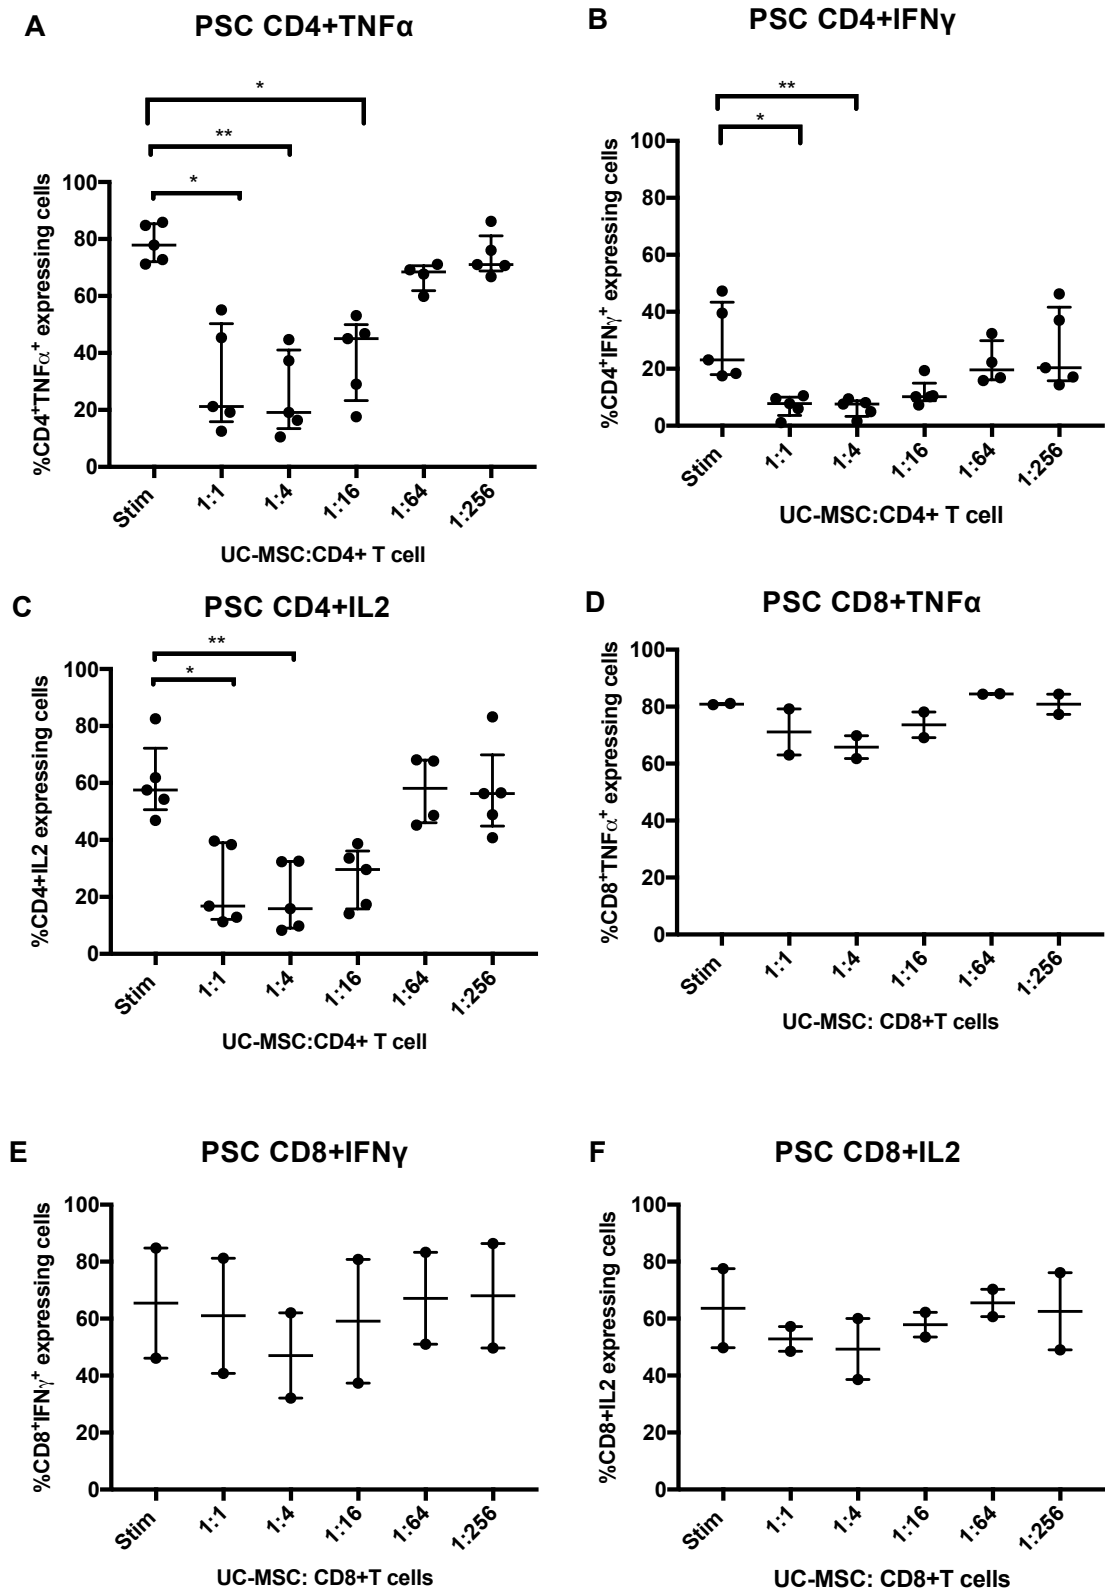 A
PSC CD4+TNFα
*
**
*
%CD4⁺TNFα⁺ expressing cells
100
80
60
40
20
0
Stim
1:1
1:4
1:16
1:64
1:256
UC-MSC:CD4+ T cell
B
PSC CD4+IFNγ
**
*
%CD4⁺IFNγ⁺ expressing cells
100
80
60
40
20
0
Stim
1:1
1:4
1:16
1:64
1:256
UC-MSC:CD4+ T cell
C
PSC CD4+IL2
**
*
%CD4+IL2 expressing cells
100
80
60
40
20
0
Stim
1:1
1:4
1:16
1:64
1:256
UC-MSC:CD4+ T cell
D
PSC CD8+TNFα
%CD8⁺TNFα⁺ expressing cells
100
80
60
40
20
0
Stim
1:1
1:4
1:16
1:64
1:256
UC-MSC: CD8+T cells
E
PSC CD8+IFNγ
%CD8⁺IFNγ⁺ expressing cells
100
80
60
40
20
0
Stim
1:1
1:4
1:16
1:64
1:256
UC-MSC: CD8+T cells
F
PSC CD8+IL2
%CD8+IL2 expressing cells
100
80
60
40
20
0
Stim
1:1
1:4
1:16
1:64
1:256
UC-MSC: CD8+T cells